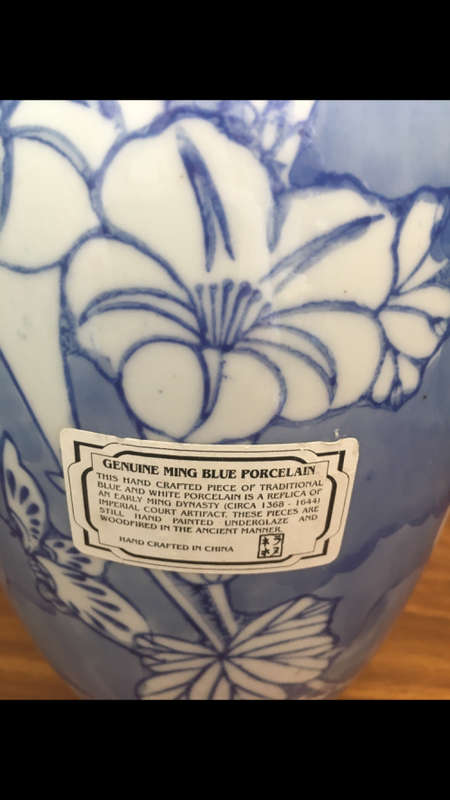 GENUINE MING BLUE PORCELAIN
THIS HAND CRAFTED PIECE OF TRADITIONAL
BLUE AND WHITE PORCELAIN IS A REPLICA OF
AN EARLY MING DYNASTY (CIRCA 1368 - 1644)
IMPERIAL COURT ARTIFACT, THESE PIECES ARE
STILL HAND PAINTED UNDERGLAZE AND
WOODFIRED IN THE ANCIENT MANNER.
HAND CRAFTED IN CHINA